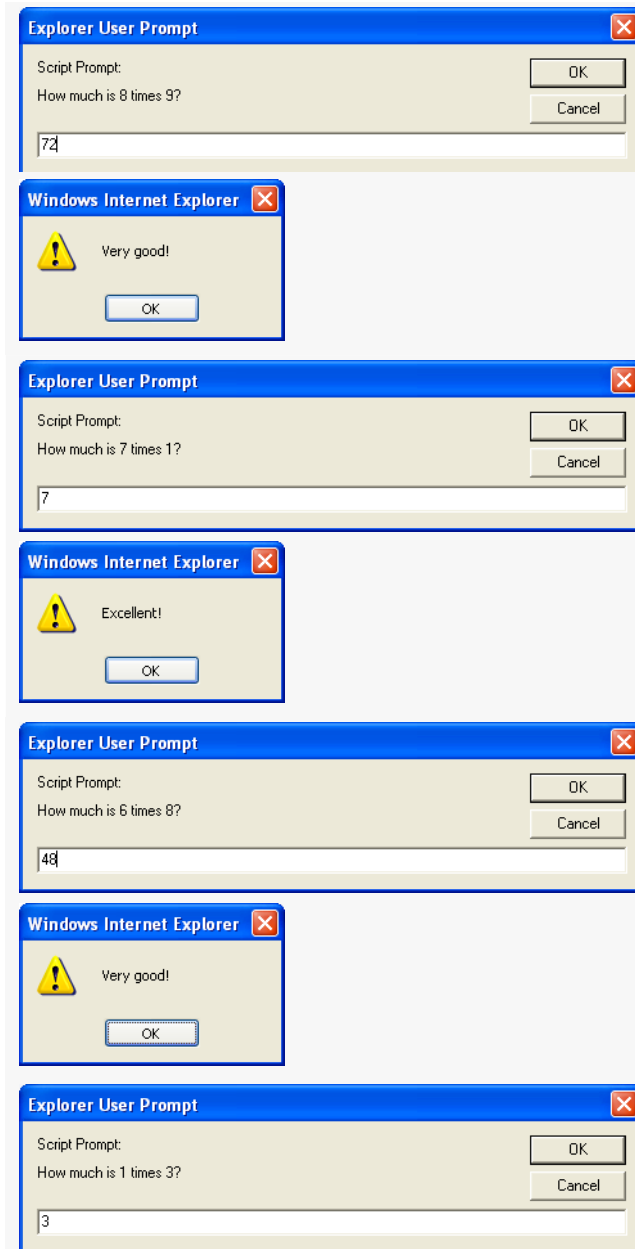 Explorer User Prompt
Script Prompt:
OK
How much is 8 times 9?
Cancel
72
Windows Internet Explorer
Very good!
OK
Explorer User Prompt
Script Prompt:
OK
How much is 7 times 1?
Cancel
7
Windows Internet Explorer
Excellent!
OK
Explorer User Prompt
Script Prompt:
OK
How much is 6 times 8?
Cancel
48
Windows Internet Explorer
Very good!
OK
Explorer User Prompt
Script Prompt:
OK
How much is 1 times 3?
Cancel
3